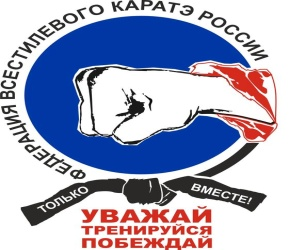 ФЕДЕРАЦИЯ ВСЕСТИЛЕВОГО КАРАТЭ РОССИИ
ТОЛЬКО ВМЕСТЕ!
УВАЖАЙ
ТРЕНИРУЙСЯ
ПОБЕЖДАЙ